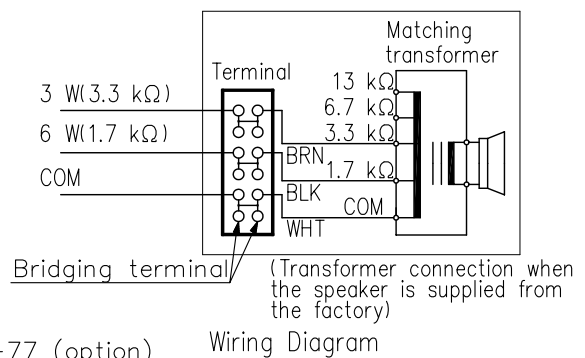 Matching
transformer
Terminal
13 kΩ
3 W(3.3 kΩ)
6.7 kΩ
6 W(1.7 kΩ)
3.3 kΩ
BRN
1.7 kΩ
COM
BLK
COM
WHT
Bridging terminal
(Transformer connection when
the speaker is supplied from
the factory)
-77 (option)
Wiring Diagram